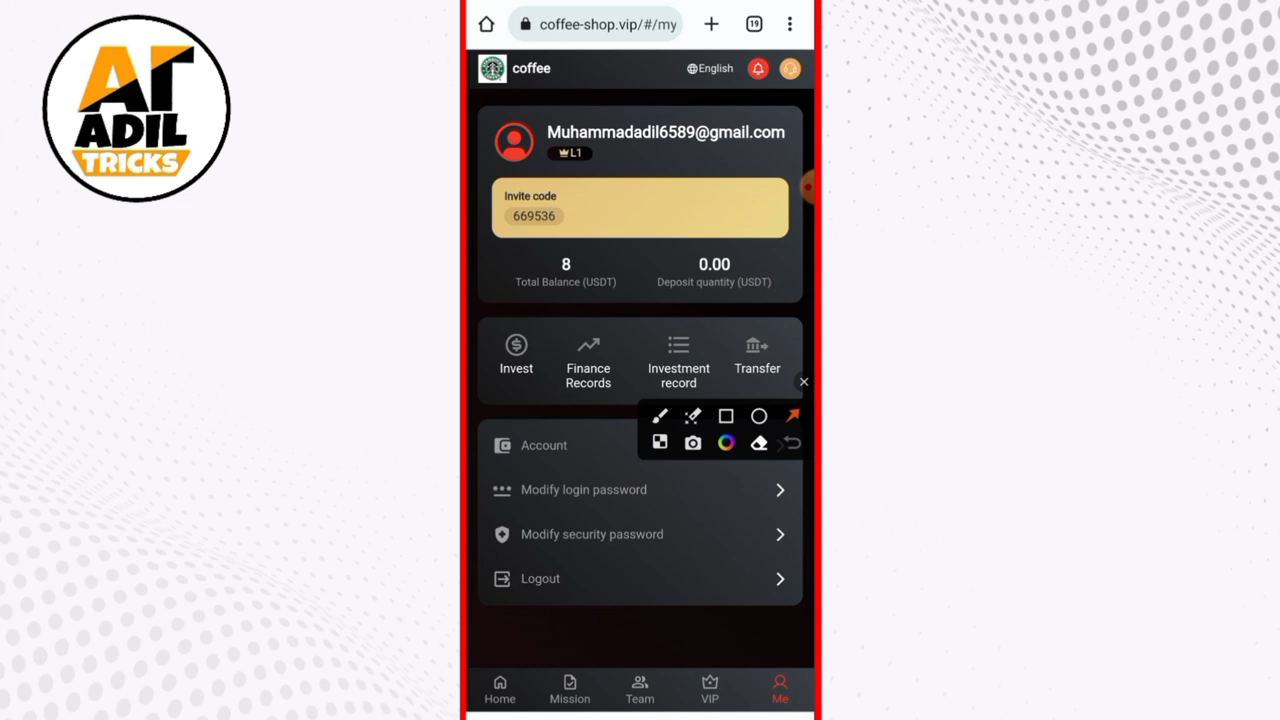 AT
ADIL
TRICKS
coffee-shop.vip/#/my
19
coffee
English
Muhammadadil6589@gmail.com
L1
Invite code
669536
8
0.00
Total Balance (USDT)
Deposit quantity (USDT)
Invest
Finance
Records
Investment
record
Transfer
Account
Modify login password
Modify security password
Logout
Home
Mission
Team
VIP
Me